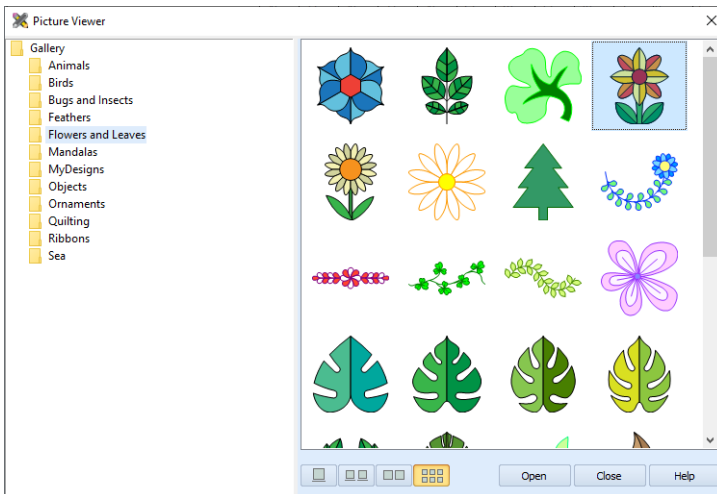 Picture Viewer
Gallery
Animals
Birds
Bugs and Insects
Feathers
Flowers and Leaves
Mandalas
MyDesigns
Objects
Ornaments
Quilting
Ribbons
Sea
Open
Close
Help